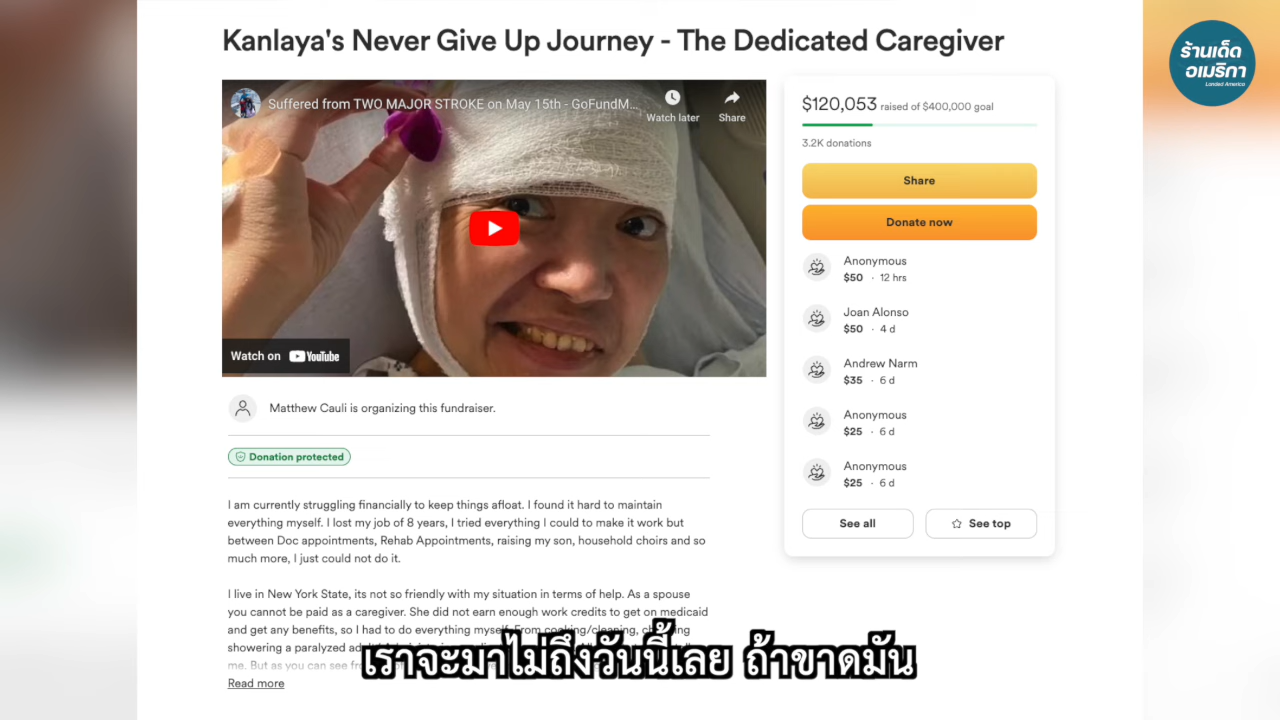 Kanlaya's Never Give Up Journey - The Dedicated Caregiver
ร้านเด็ด
อเมริกา
Landed America
Suffered from TWO MAJOR STROKE on May 15th - GoFundM...
Watch later
Share
Watch on YouTube
$120,053 raised of $400,000 goal
3.2K donations
Share
Donate now
Anonymous
$50 · 12 hrs
Joan Alonso
$50 · 4 d
Andrew Narm
$35 · 6 d
Anonymous
$25 · 6 d
Anonymous
$25 · 6 d
See all
See top
Matthew Cauli is organizing this fundraiser.
Donation protected
I am currently struggling financially to keep things afloat. I found it hard to maintain
everything myself. I lost my job of 8 years, I tried everything I could to make it work but
between Doc appointments, Rehab Appointments, raising my son, household choirs and so
much more, I just could not do it.
I live in New York State, its not so friendly with my situation in terms of help. As a spouse
you cannot be paid as a caregiver. She did not earn enough work credits to get on medicaid
and get any benefits, so I had to do everything myself. From cooking/cleaning,
showering a paralyzed
me. But as you can see
เราจะมาไม่ถึงวันนี้เลย ถ้าขาดมัน
Read more